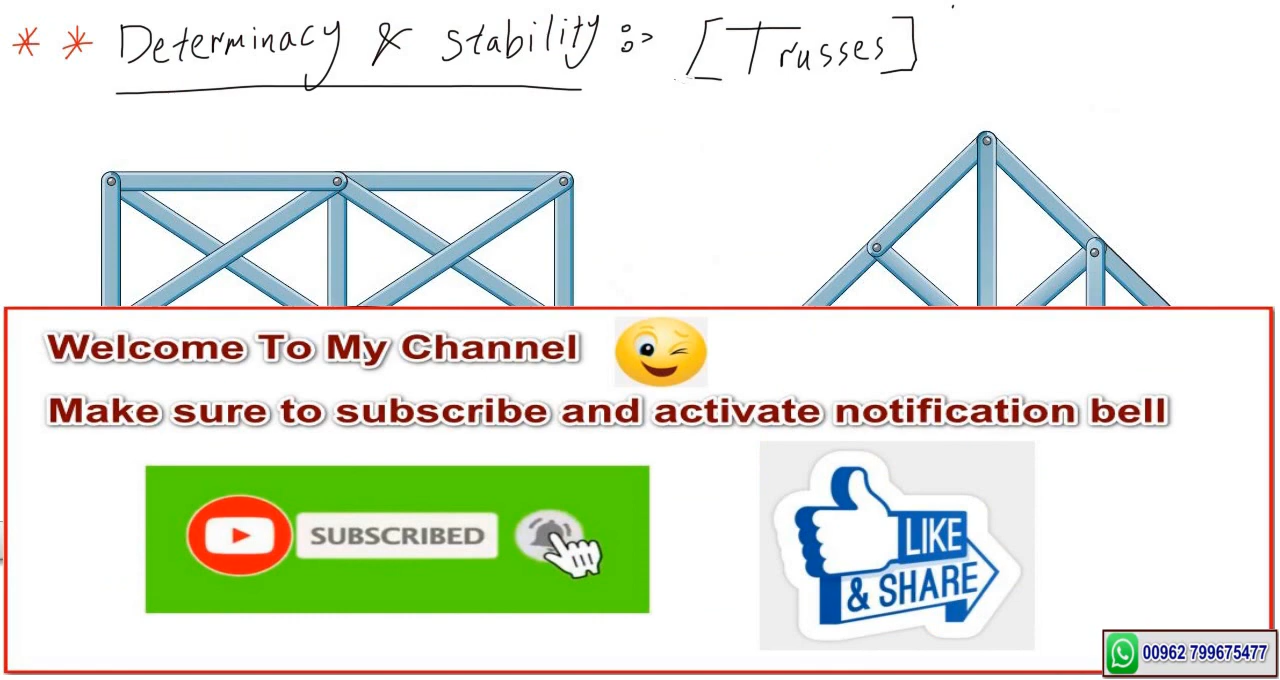 ** Determinacy & stability :> [Trusses]
Welcome To My Channel
Make sure to subscribe and activate notification bell
SUBSCRIBED
LIKE
& SHARE
00962 799675477